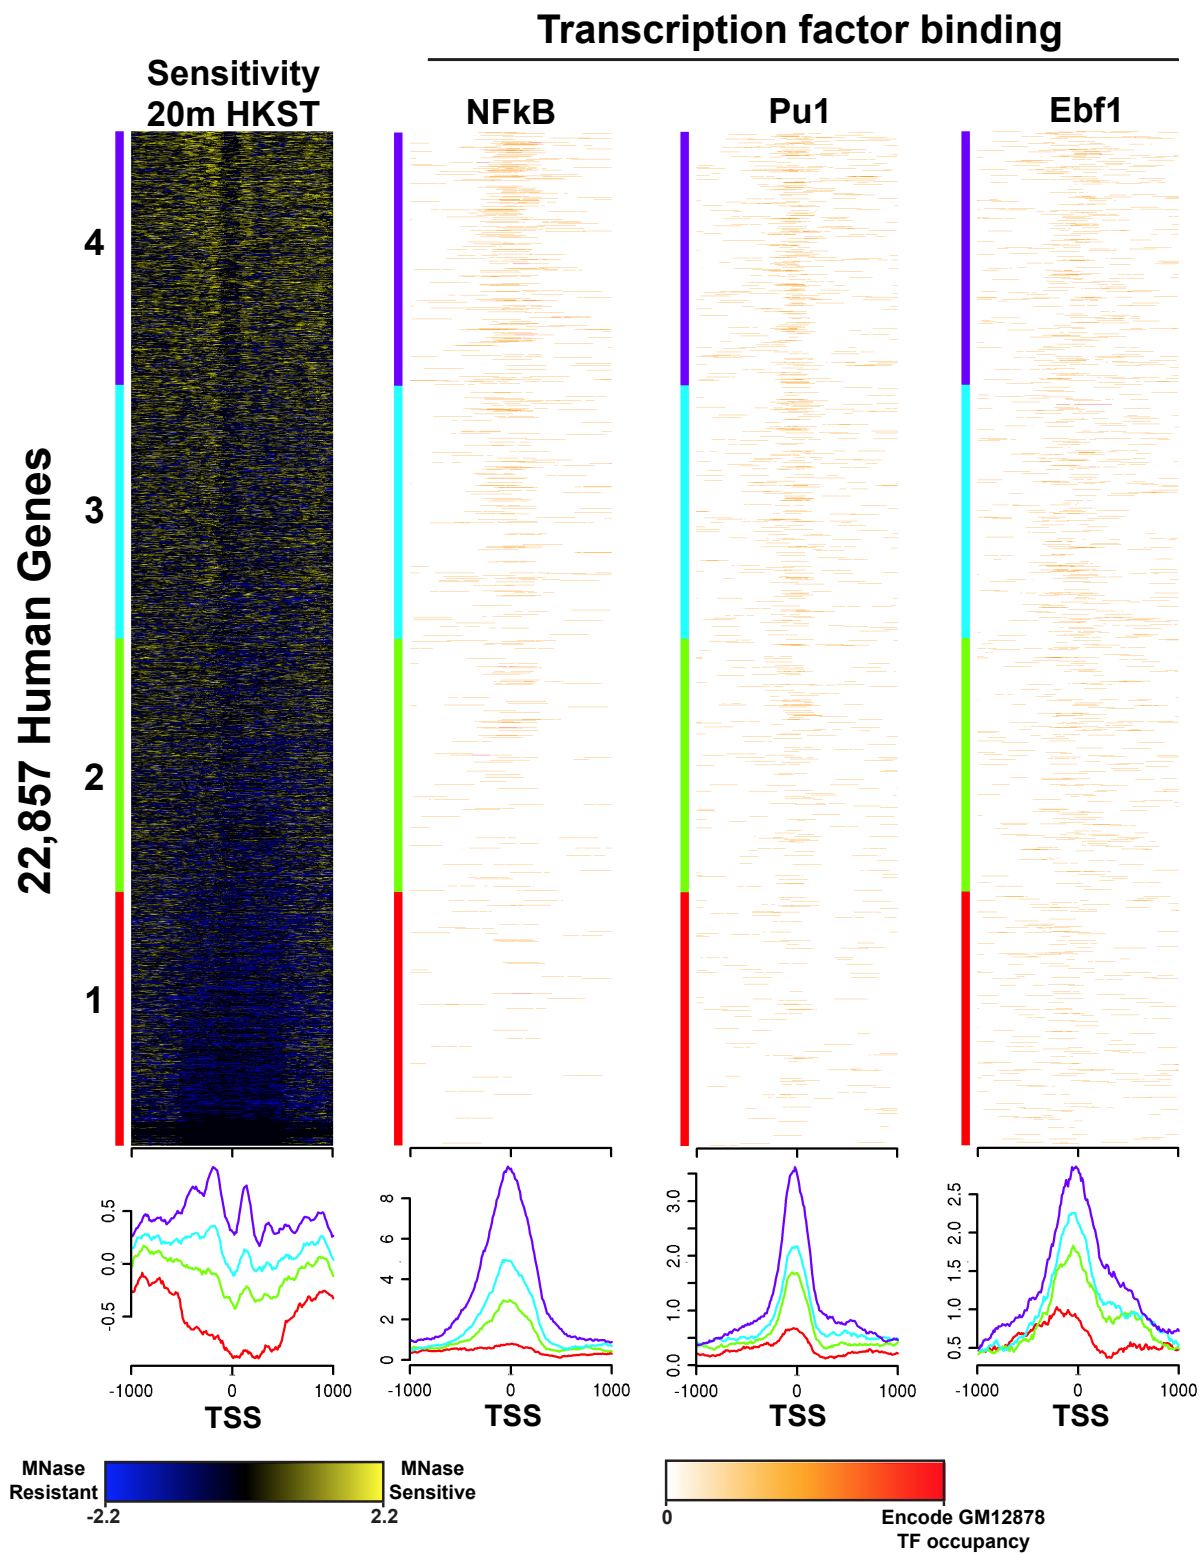 Transcription factor binding
Sensitivity
20m HKST
NFkB
Pu1
Ebf1
22,857 Human Genes
4
3
2
1
0.5
0.0
-0.5
-1000
0
1000
TSS
8
6
4
2
0
-1000
0
1000
TSS
3.0
2.0
1.0
0.0
-1000
0
1000
TSS
2.5
2.0
1.5
1.0
0.5
-1000
0
1000
TSS
MNase
Resistant
-2.2
MNase
Sensitive
2.2
0
Encode GM12878
TF occupancy